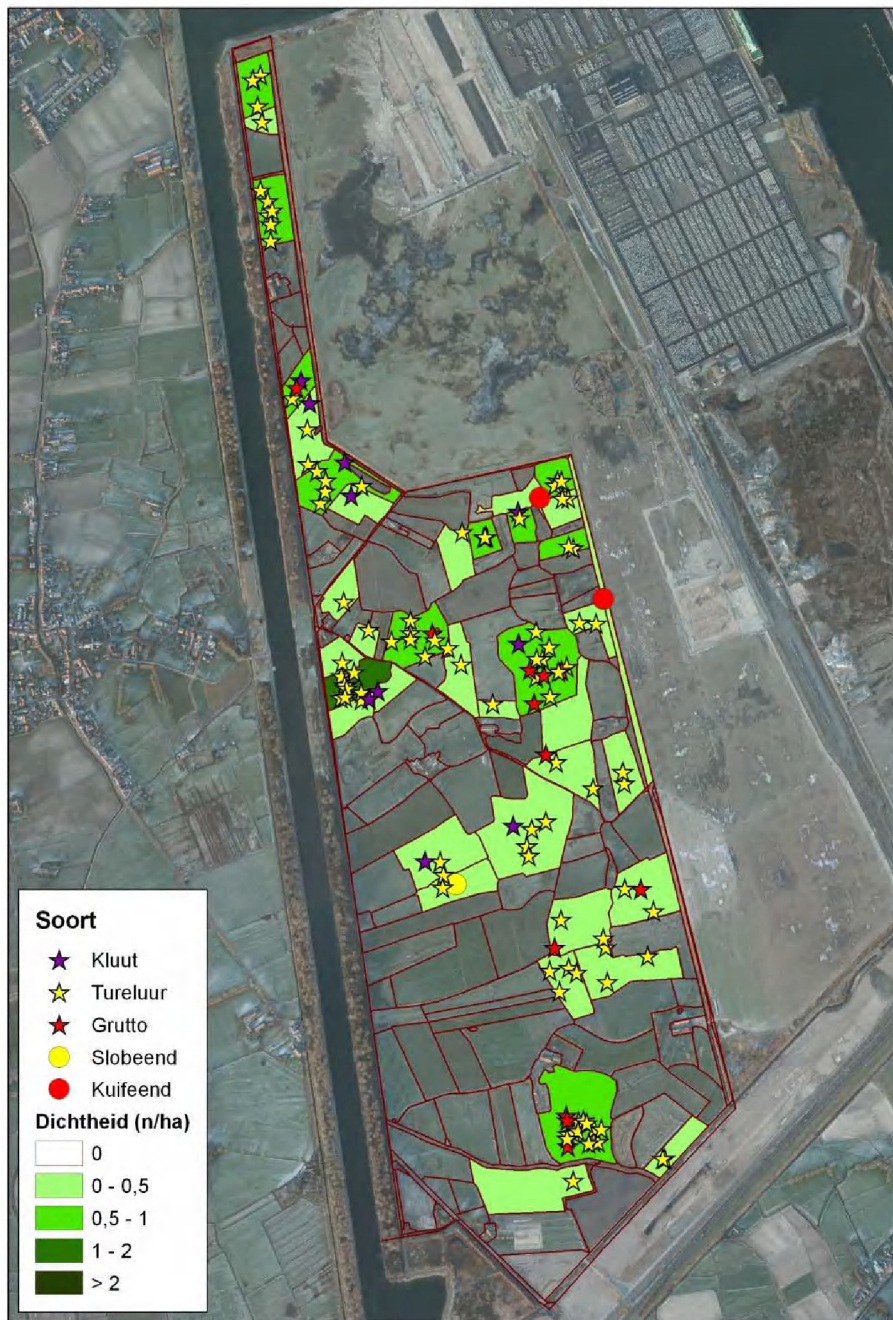 Soort
Kluut
Tureluur
Grutto
Slobeend
Kuifeend
Dichtheid (n/ha)
0
0 - 0,5
0,5 - 1
1 - 2
> 2